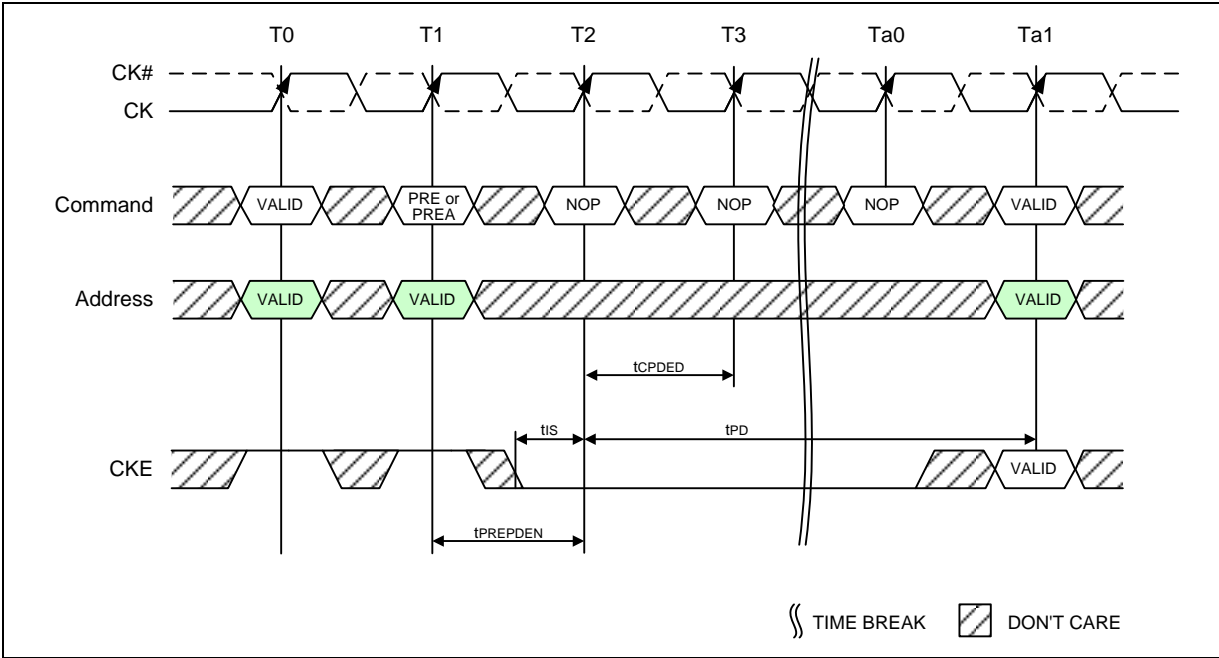 T0 T1 T2 T3 Ta0 Ta1
CK#
CK
Command VALID PRE or PREA NOP NOP NOP VALID
Address VALID VALID VALID
tCPDED
tIS tPD
CKE VALID
tPREPDEN
TIME BREAK DON'T CARE